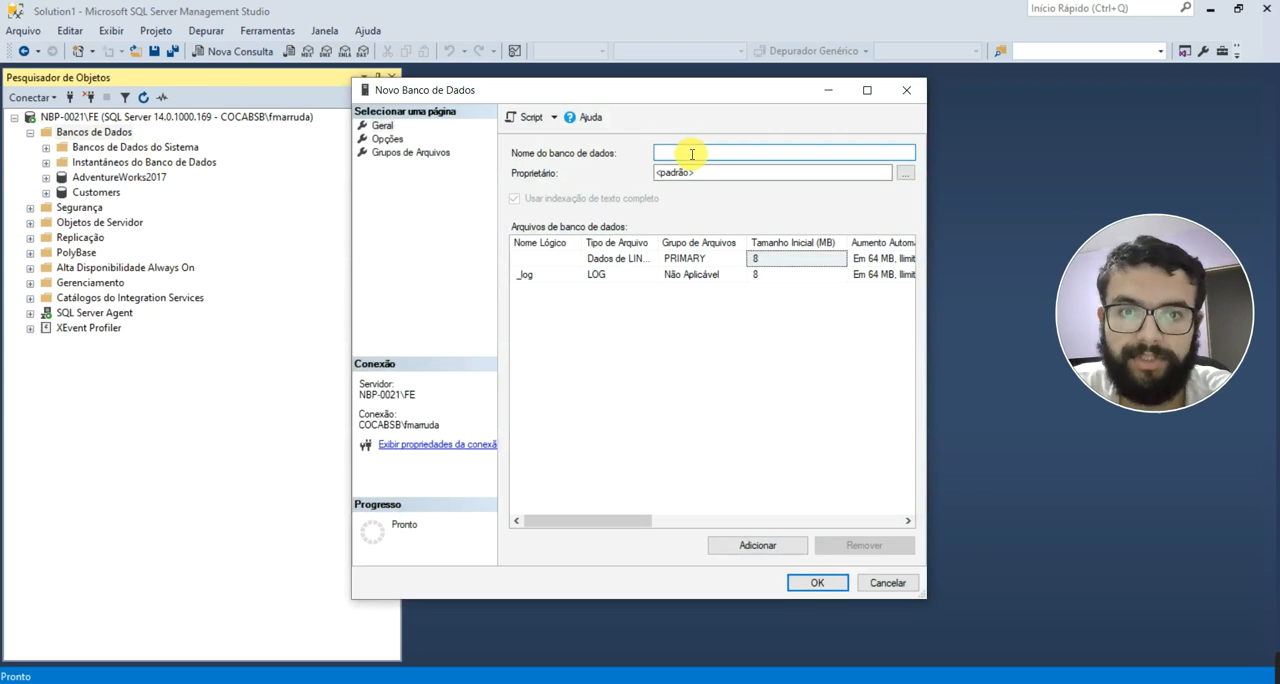 Solution1 - Microsoft SQL Server Management Studio
Início Rápido (Ctrl+Q)
Arquivo Editar Exibir Projeto Depurar Ferramentas Janela Ajuda
Nova Consulta
Depurador Genérico
Pesquisador de Objetos
Conectar
NBP-0021\FE (SQL Server 14.0.1000.169 - COCABSB\fmarruda)
Bancos de Dados
Bancos de Dados do Sistema
Instantâneos do Banco de Dados
AdventureWorks2017
Customers
Segurança
Objetos de Servidor
Replicação
PolyBase
Alta Disponibilidade Always On
Gerenciamento
Catálogos do Integration Services
SQL Server Agent
XEvent Profiler
Novo Banco de Dados
Selecionar uma página
Geral
Opções
Grupos de Arquivos
Conexão
Servidor:
NBP-0021\FE
Conexão:
COCABSB\fmarruda
Exibir propriedades da conexã
Progresso
Pronto
Script Ajuda
Nome do banco de dados:
Proprietário: <padrão> ...
Usar indexação de texto completo
Arquivos de banco de dados:
Nome Lógico Tipo de Arquivo Grupo de Arquivos Tamanho Inicial (MB) Aumento Autom
Dados de LIN... PRIMARY 8 Em 64 MB, Ilimit
_log LOG Não Aplicável 8 Em 64 MB, Ilimit
Adicionar Remover
OK Cancelar
Pronto